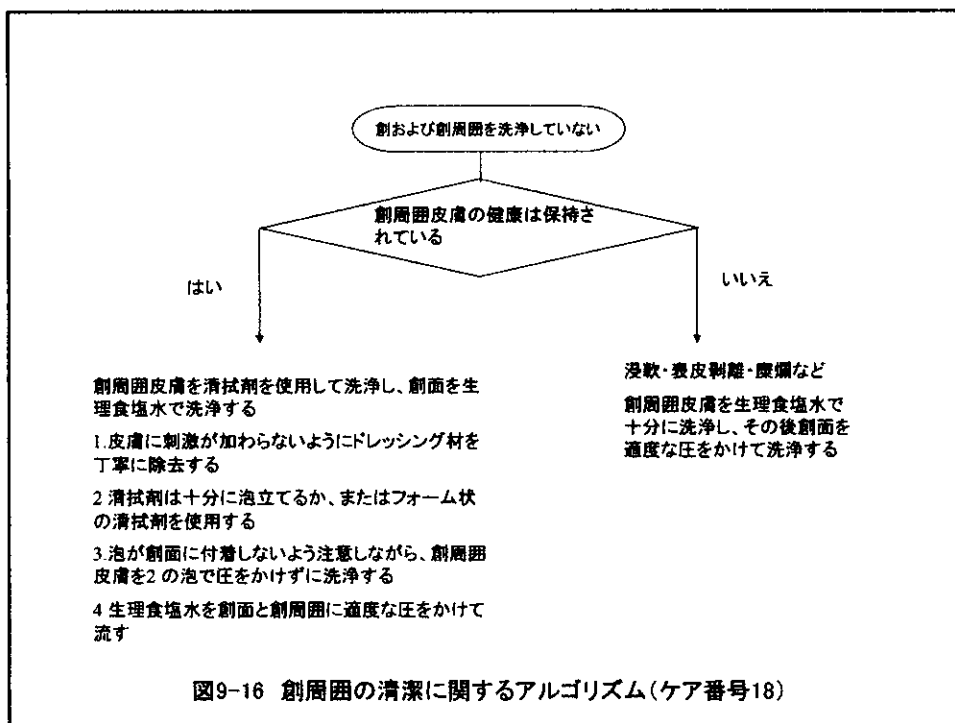 創および創周囲を洗浄していない
創周囲皮膚の健康は保持さ
れている
はい
いいえ
創周囲皮膚を清拭剤を使用して洗浄し、創面を生
理食塩水で洗浄する
1.皮膚に刺激が加わらないようにドレッシング材を
丁寧に除去する
2 清拭剤は十分に泡立てるか、またはフォーム状
の清拭剤を使用する
3.泡が創面に付着しないよう注意しながら、創周囲
皮膚を2 の泡で圧をかけずに洗浄する
4 生理食塩水を創面と創周囲に適度な圧をかけて
流す
浸軟・表皮剥離・糜爛など
創周囲皮膚を生理食塩水で
十分に洗浄し、その後創面を
適度な圧をかけて洗浄する
図9-16 創周囲の清潔に関するアルゴリズム(ケア番号18)